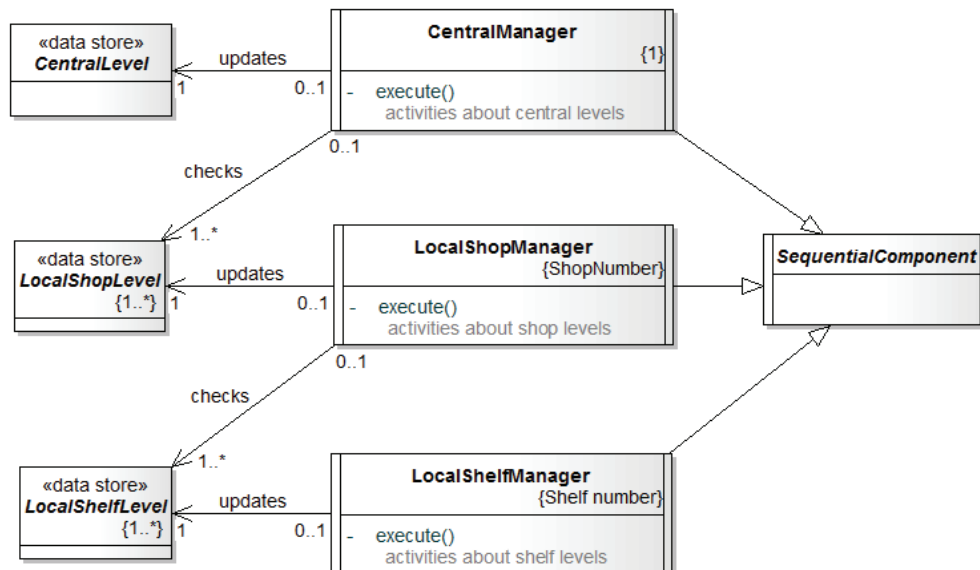 «data store»
CentralLevel
updates
1
0..1
CentralManager
{1}
- execute()
activities about central levels
0..1
checks
1..*
«data store»
LocalShopLevel
{1..*}
updates
1
0..1
LocalShopManager
{ShopNumber}
- execute()
activities about shop levels
SequentialComponent
0..1
checks
1..*
«data store»
LocalShelfLevel
{1..*}
updates
1
0..1
LocalShelfManager
{Shelf number}
- execute()
activities about shelf levels